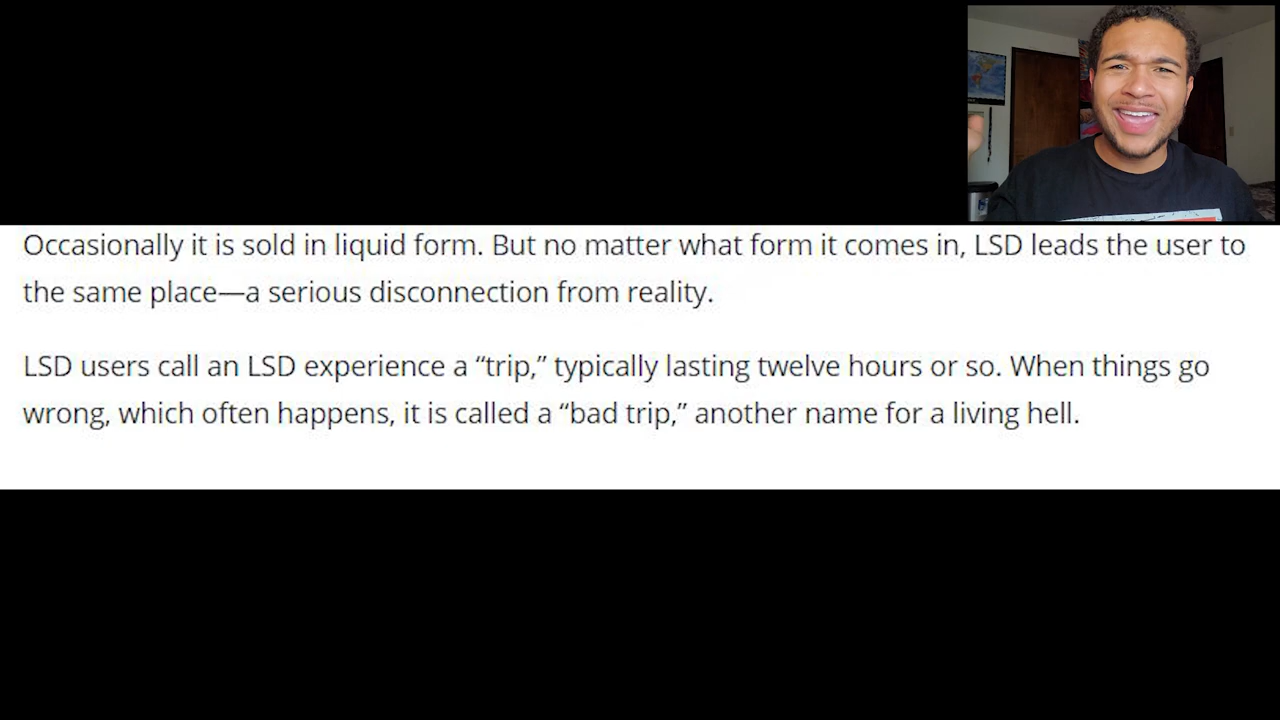 Occasionally it is sold in liquid form. But no matter what form it comes in, LSD leads the user to
the same place—a serious disconnection from reality.
LSD users call an LSD experience a “trip,” typically lasting twelve hours or so. When things go
wrong, which often happens, it is called a “bad trip,” another name for a living hell.